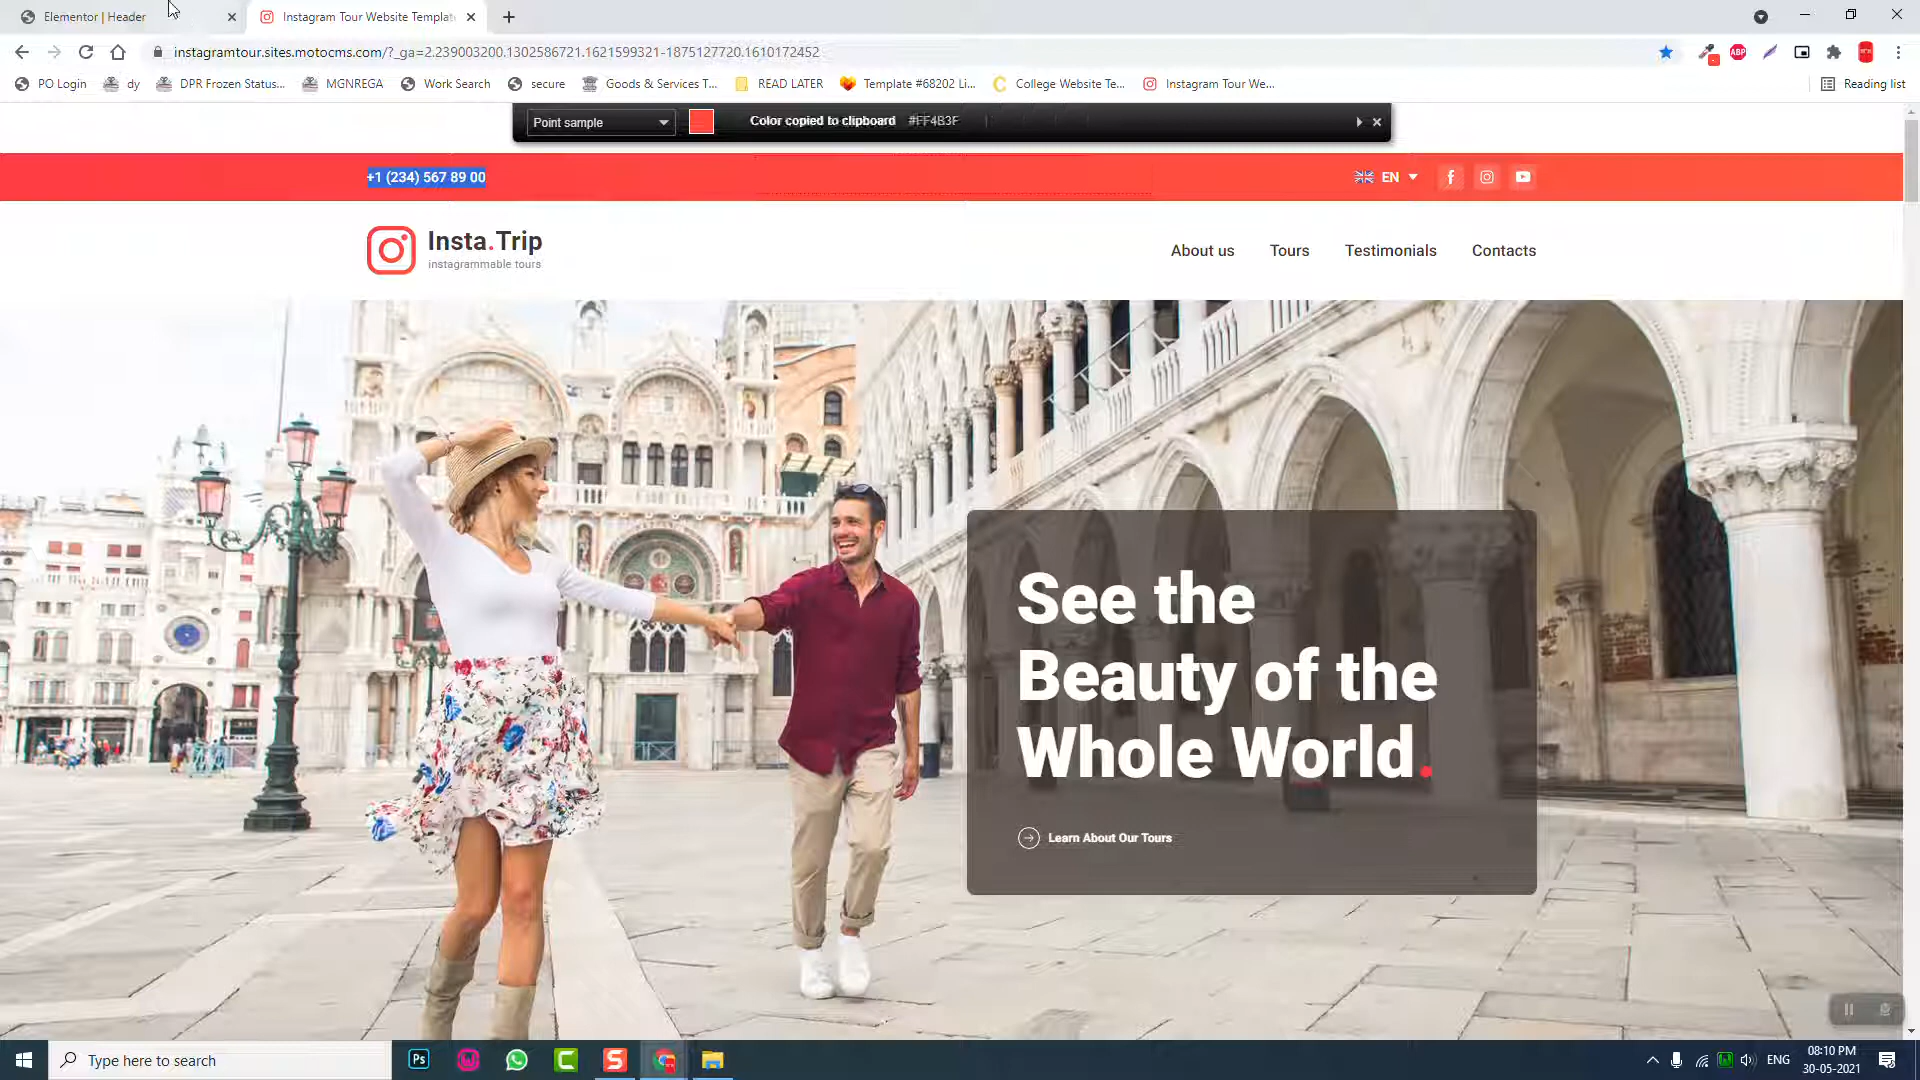 Elementor | Header
Instagram Tour Website Templat
instagramtour.sites.motocms.com/?_ga=2.239003200.1302586721.1621599321-1875127720.1610172452
ABP
PO Login
dy
DPR Frozen Status...
MGNREGA
Work Search
secure
Goods & Services T...
READ LATER
Template #68202 Li...
College Website Te...
Instagram Tour We...
Reading list
Point sample
Color copied to clipboard #FF4B3F
+1 (234) 567 89 00
EN
Insta.Trip
instagrammable tours
About us
Tours
Testimonials
Contacts
See the
Beauty of the
Whole World.
Learn About Our Tours
Type here to search
Ps
ENG
08:10 PM
30-05-2021